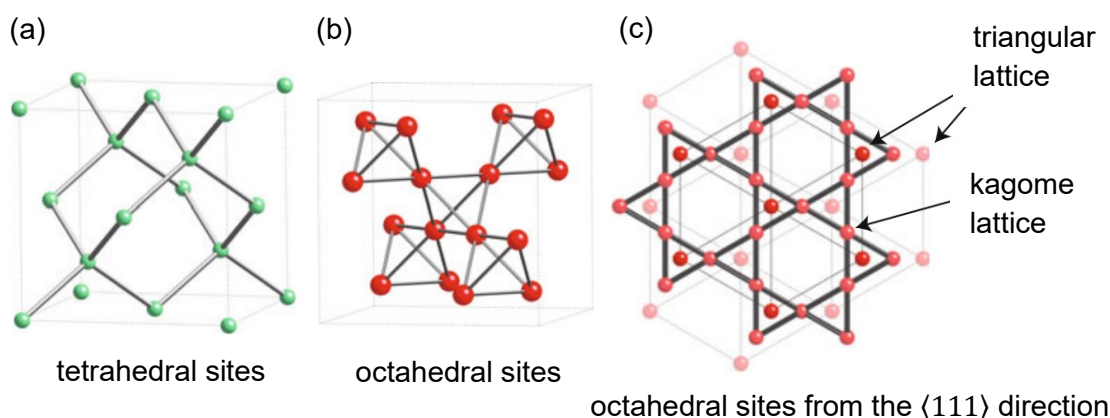 (a)
(b)
(c)
triangular
lattice
kagome
lattice
tetrahedral sites
octahedral sites
octahedral sites from the ⟨111⟩ direction